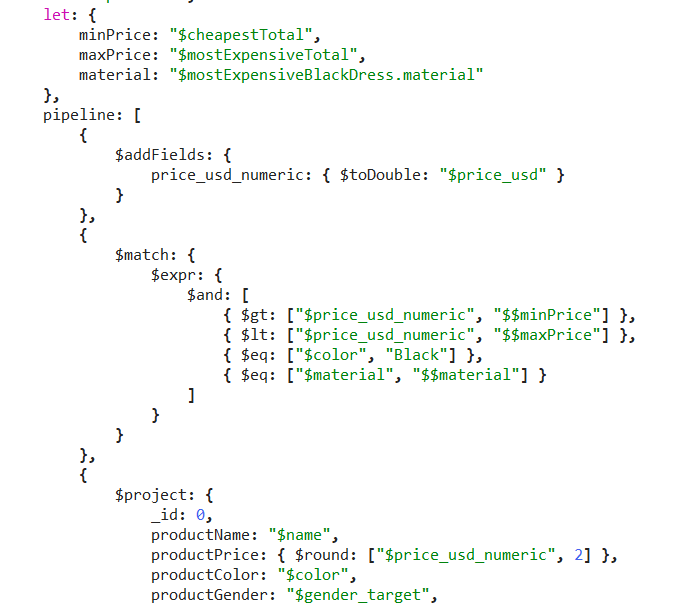 let: {
minPrice: "$cheapestTotal",
maxPrice: "$mostExpensiveTotal",
material: "$mostExpensiveBlackDress.material"
},
pipeline: [
{
$addFields: {
price_usd_numeric: { $toDouble: "$price_usd" }
}
},
{
$match: {
$expr: {
$and: [
{ $gt: ["$price_usd_numeric", "$$minPrice"] },
{ $lt: ["$price_usd_numeric", "$$maxPrice"] },
{ $eq: ["$color", "Black"] },
{ $eq: ["$material", "$$material"] }
]
}
}
},
{
$project: {
_id: 0,
productName: "$name",
productPrice: { $round: ["$price_usd_numeric", 2] },
productColor: "$color",
productGender: "$gender_target",